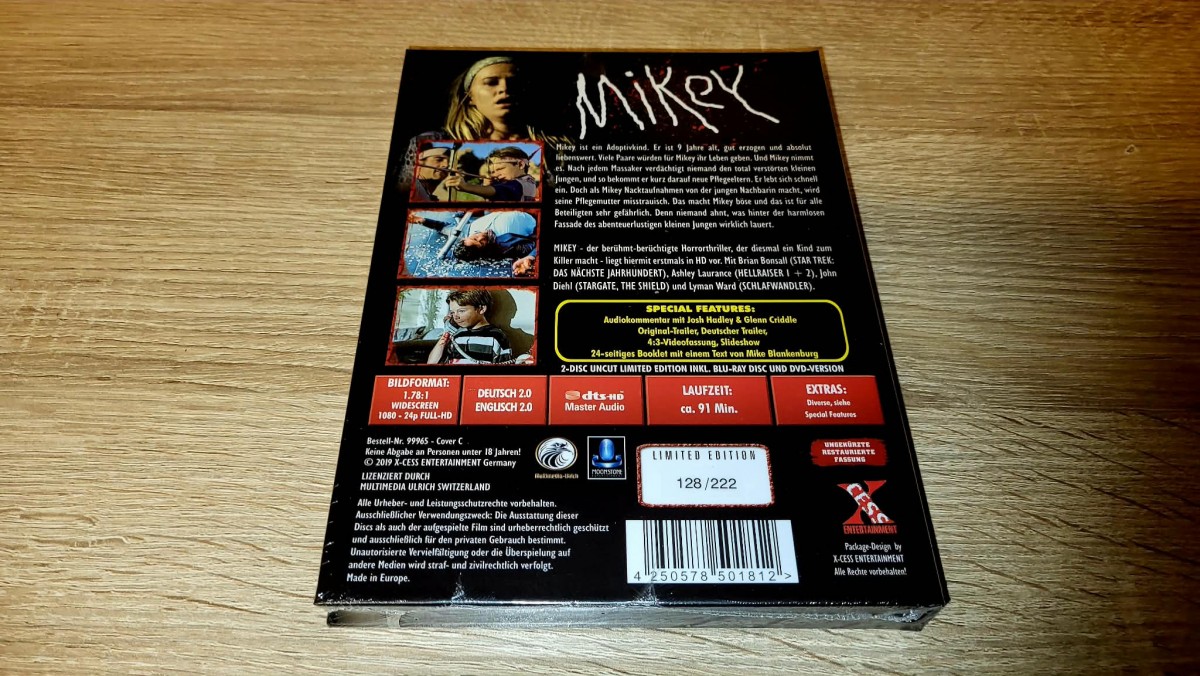 MiKeY
Mikey ist ein Adoptivkind. Er ist 9 Jahre alt, gut erzogen und absolut
liebenswert. Viele Paare würden für Mikey ihr Leben geben. Und Mikey nimmt
es. Nach jedem Massaker verdächtigt niemand den total verstörten kleinen
Jungen, und so bekommt er kurz darauf neue Pflegeeltern. Er lebt sich schnell
ein. Doch als Mikey Nacktaufnahmen von der jungen Nachbarin macht, wird
seine Pflegemutter misstrauisch. Das macht Mikey böse und das ist für alle
Beteiligten sehr gefährlich. Denn niemand ahnt, was hinter der harmlosen
Fassade des abenteuerlustigen kleinen Jungen wirklich lauert.
MIKEY - der berühmt-berüchtigte Horrorthriller, der diesmal ein Kind zum
Killer macht - liegt hiermit erstmals in HD vor. Mit Brian Bonsall (STAR TREK:
DAS NÄCHSTE JAHRHUNDERT), Ashley Laurance (HELLRAISER 1 + 2), John
Diehl (STARGATE, THE SHIELD) und Lyman Ward (SCHLAFWANDLER).
SPECIAL FEATURES:
Audiokommentar mit Josh Hadley & Glenn Criddle
Original-Trailer, Deutscher Trailer,
4:3-Videofassung, Slideshow
24-seitiges Booklet mit einem Text von Mike Blankenburg
2-DISC UNCUT LIMITED EDITION INKL. BLU-RAY DISC UND DVD-VERSION
BILDFORMAT:
1.78:1
WIDESCREEN
1080 - 24p FULL-HD
DEUTSCH 2.0
ENGLISCH 2.0
dts-HD
Master Audio
LAUFZEIT:
ca. 91 Min.
EXTRAS:
Diverse, siehe
Special Features
Bestell-Nr. 99965 - Cover C
Keine Abgabe an Personen unter 18 Jahren!
© 2019 X-CESS ENTERTAINMENT Germany
LIZENZIERT DURCH
MULTIMEDIA ULRICH SWITZERLAND
Multimedia-Ulrich
MOONSTONE
LIMITED EDITION
128/222
UNGEKÜRZTE
RESTAURIERTE
FASSUNG
X
CESS
ENTERTAINMENT
Package-Design by
X-CESS ENTERTAINMENT
Alle Rechte vorbehalten!
Alle Urheber- und Leistungsschutzrechte vorbehalten.
Ausschließlicher Verwendungszweck: Die Ausstattung dieser
Discs als auch der aufgespielte Film sind urheberrechtlich geschützt
und ausschließlich für den privaten Gebrauch bestimmt.
Unautorisierte Vervielfältigung oder die Überspielung auf
andere Medien wird straf- und zivilrechtlich verfolgt.
Made in Europe.
4 250578 501812 >